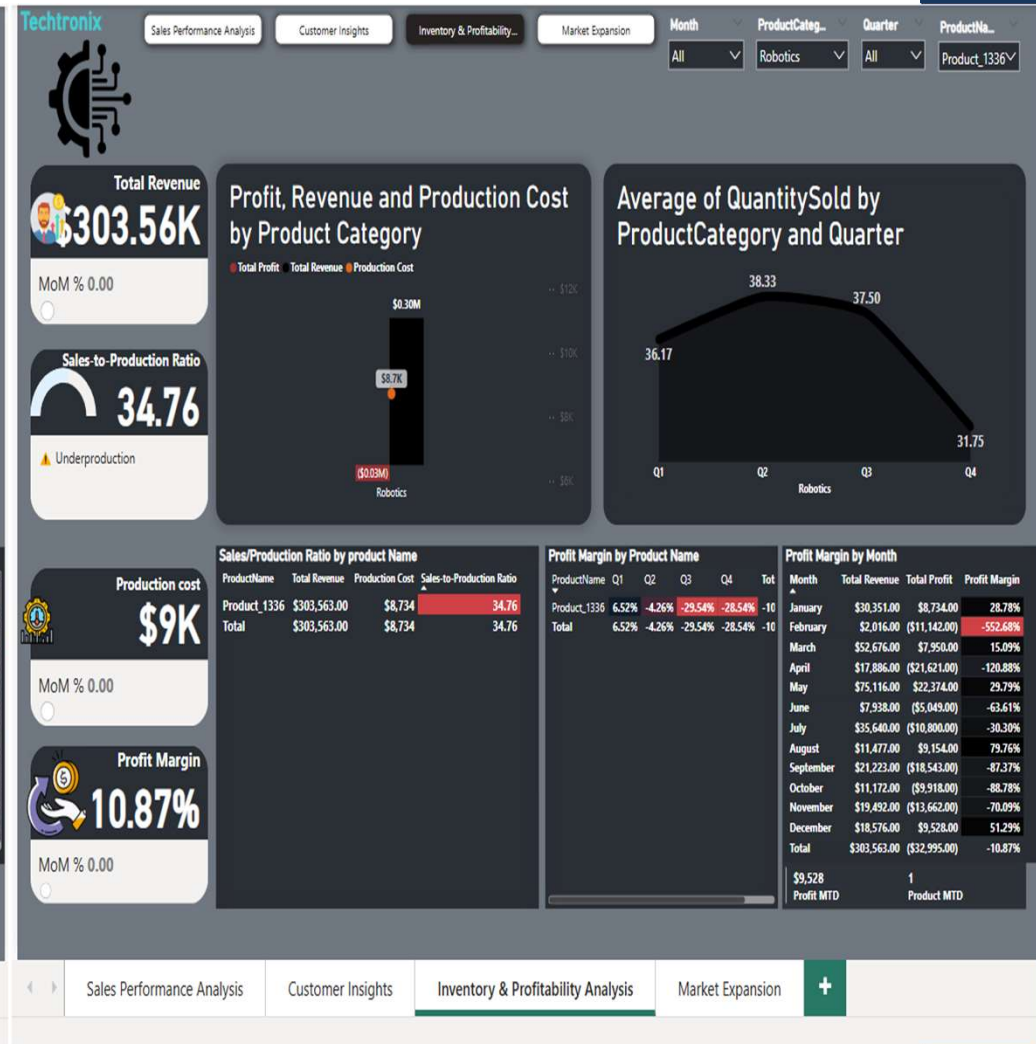 Techtronix
Sales Performance Analysis
Customer Insights
Inventory & Profitability...
Market Expansion
Month
All
ProductCateg...
Robotics
Quarter
All
ProductNa...
Product_1336
Total Revenue
$303.56K
MoM % 0.00
Sales-to-Production Ratio
34.76
Underproduction
Production cost
$9K
MoM % 0.00
Profit Margin
10.87%
MoM % 0.00
Profit, Revenue and Production Cost
by Product Category
Total Profit Total Revenue Production Cost
$12K
$0.30M
$10K
$8.7K
$8K
($0.03M)
$8K
Robotics
Average of QuantitySold by
ProductCategory and Quarter
38.33
37.50
36.17
31.75
Q1 Q2 Q3 Q4
Robotics
Sales/Production Ratio by product Name
ProductName Total Revenue Production Cost Sales-to-Production Ratio
Product_1336 $303,563.00 $8,734 34.76
Total $303,563.00 $8,734 34.76
Profit Margin by Product Name
ProductName Q1 Q2 Q3 Q4 Tot
Product_1336 6.52% -4.26% -29.54% -28.54% -10
Total 6.52% -4.26% -29.54% -28.54% -10
Profit Margin by Month
Month Total Revenue Total Profit Profit Margin
January $30,351.00 $8,734.00 28.78%
February $2,016.00 ($11,142.00) -552.68%
March $52,676.00 $7,950.00 15.09%
April $17,886.00 ($21,621.00) -120.88%
May $75,116.00 $22,374.00 29.79%
June $7,938.00 ($5,049.00) -63.61%
July $35,640.00 ($10,800.00) -30.30%
August $11,477.00 $9,154.00 79.76%
September $21,223.00 ($18,543.00) -87.37%
October $11,172.00 ($9,918.00) -88.78%
November $19,492.00 ($13,662.00) -70.09%
December $18,576.00 $9,528.00 51.29%
Total $303,563.00 ($32,995.00) -10.87%
$9,528 1
Profit MTD Product MTD
Sales Performance Analysis
Customer Insights
Inventory & Profitability Analysis
Market Expansion
+